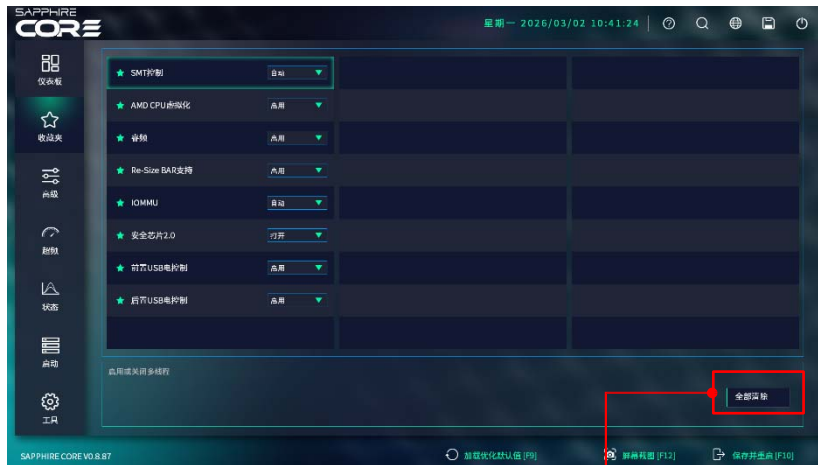 SAPPHIRE
CORE
星期一 2026/03/02 10:41:24
仪表板
收藏夹
高级
超频
状态
启动
工具
SMT控制 自动
AMD CPU虚拟化 启用
音频 启用
Re-Size BAR支持 启用
IOMMU 自动
安全芯片2.0 打开
前置USB电控制 启用
后置USB电控制 启用
启用或关闭多线程
全部清除
SAPPHIRE CORE V0.8.87
加载优化默认值 [F9]
屏幕截图 [F12]
保存并重启 [F10]